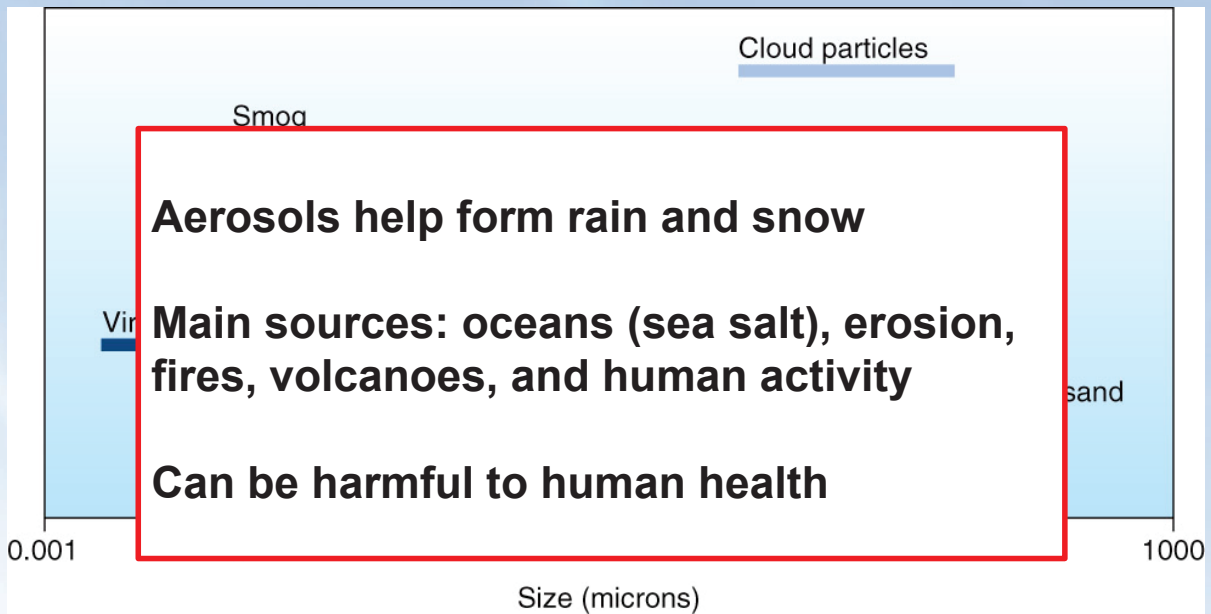 Cloud particles
Smog
Aerosols help form rain and snow
Main sources: oceans (sea salt), erosion,
fires, volcanoes, and human activity
Can be harmful to human health
sand
0.001
1000
Size (microns)